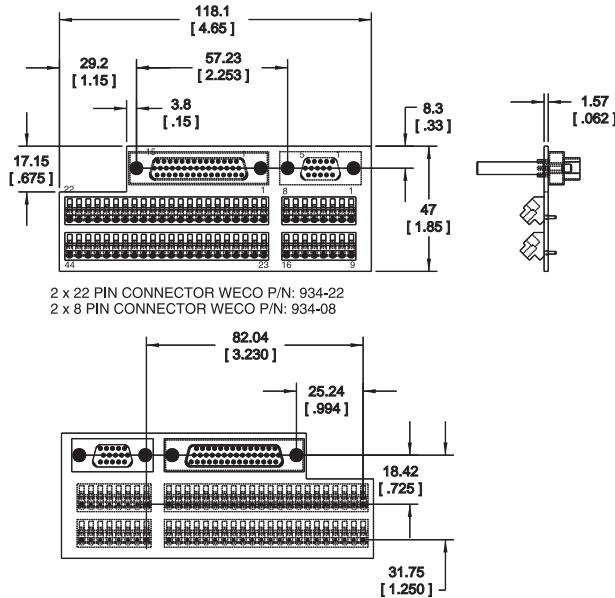 118.1
[ 4.65 ]
29.2
[ 1.15 ]
57.23
[ 2.253 ]
3.8
[ .15 ]
8.3
[ .33 ]
1.57
[ .062 ]
17.15
[ .675 ]
15 1 5 1
22 1 8 1
47
[ 1.85 ]
44 23 16 9
2 x 22 PIN CONNECTOR WECO P/N: 934-22
2 x 8 PIN CONNECTOR WECO P/N: 934-08
82.04
[ 3.230 ]
25.24
[ .994 ]
18.42
[ .725 ]
31.75
[ 1.250 ]